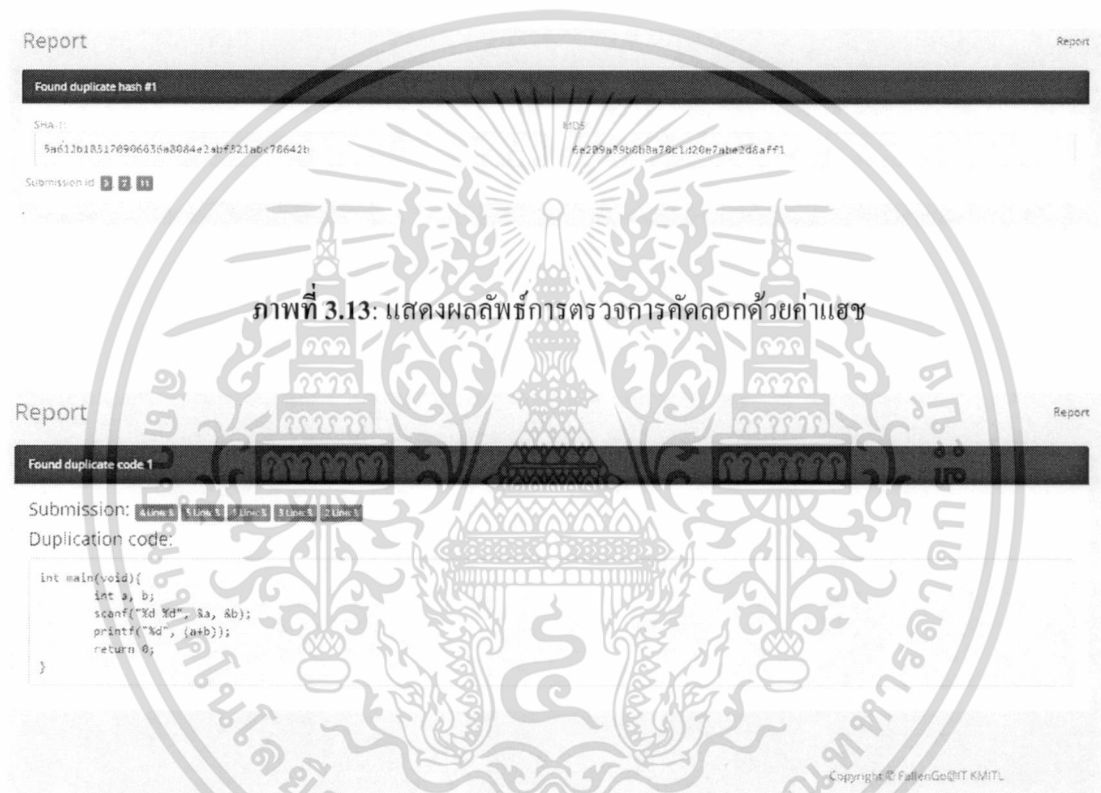 Report
Report
Found duplicate hash #1
SHA-1:
MD5
Submission id
ภาพที่ 3.13: แสดงผลลัพธ์การตรวจการคัดลอกด้วยค่าแฮช
Report
Report
Found duplicate code 1
Submission:
Duplication code:
int main(void){
int a, b;
scanf("%d %d", &a, &b);
printf("%d", (a+b));
return 0;
}
Copyright © FallenGo@IT KMITL